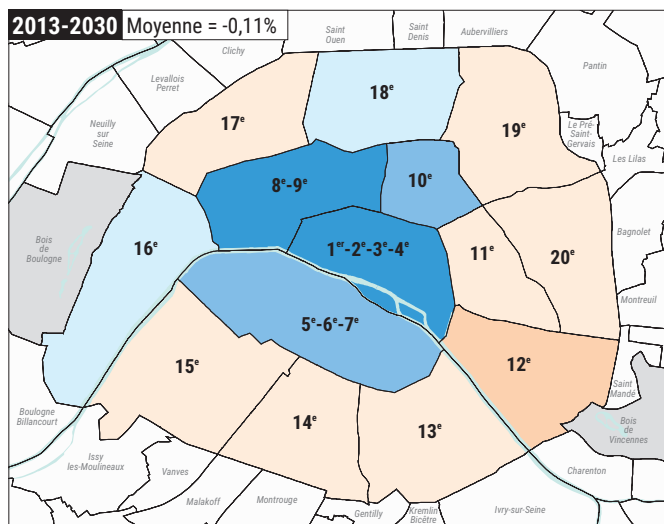 2013-2030 Moyenne = -0,11%
Saint
Ouen
Saint
Denis
Aubervilliers
Clichy
Pantin
Levallois
Perret
Neuilly
sur
Seine
Le Pré-
Saint-
Gervais
Les Lilas
Bagnolet
Montreuil
Bois
de
Boulogne
17e
18e
19e
8e-9e
10e
16e
1er-2e-3e-4e
11e
20e
5e-6e-7e
15e
12e
14e
13e
Saint
Mandé
Bois
de
Vincennes
Boulogne
Billancourt
Issy
les-Moulineaux
Vanves
Malakoff
Montrouge
Gentilly
Kremlin
Bicêtre
Ivry-sur-Seine
Charenton